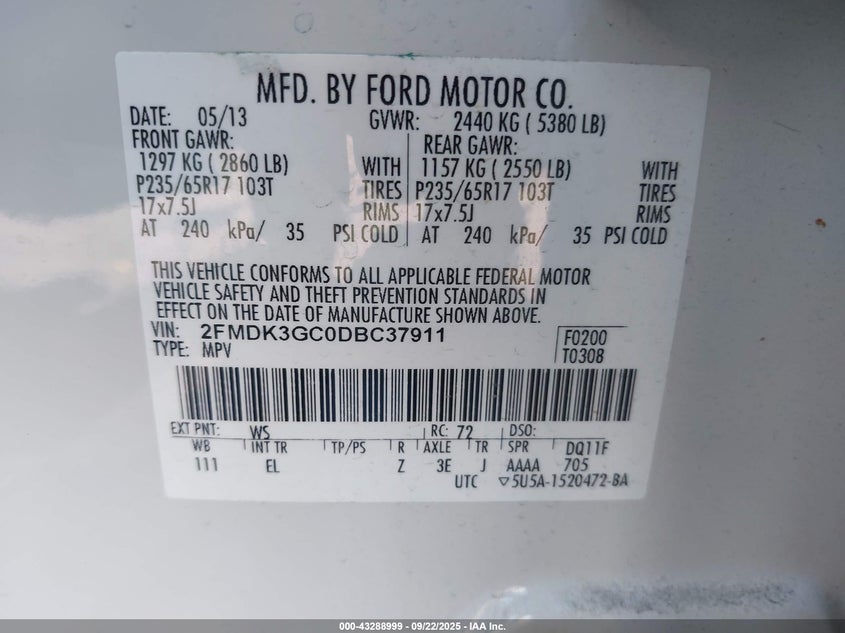 MFD. BY FORD MOTOR CO.
DATE: 05/13 GVWR: 2440 KG ( 5380 LB)
FRONT GAWR: REAR GAWR:
1297 KG ( 2860 LB) WITH 1157 KG ( 2550 LB) WITH
P235/65R17 103T TIRES P235/65R17 103T TIRES
17x7.5J RIMS 17x7.5J RIMS
AT 240 kPa/ 35 PSI COLD AT 240 kPa/ 35 PSI COLD
THIS VEHICLE CONFORMS TO ALL APPLICABLE FEDERAL MOTOR
VEHICLE SAFETY AND THEFT PREVENTION STANDARDS IN
EFFECT ON THE DATE OF MANUFACTURE SHOWN ABOVE.
VIN: 2FMDK3GC0DBC37911 F0200
TYPE: MPV T0308
EXT PNT: WS RC: 72 DSO:
WB INT TR TP/PS R AXLE TR SPR DQ11F
111 EL Z 3E J AAAA 705
UTC ▽5U5A-1520472-BA
000-43288999 - 09/22/2025 - IAA Inc.